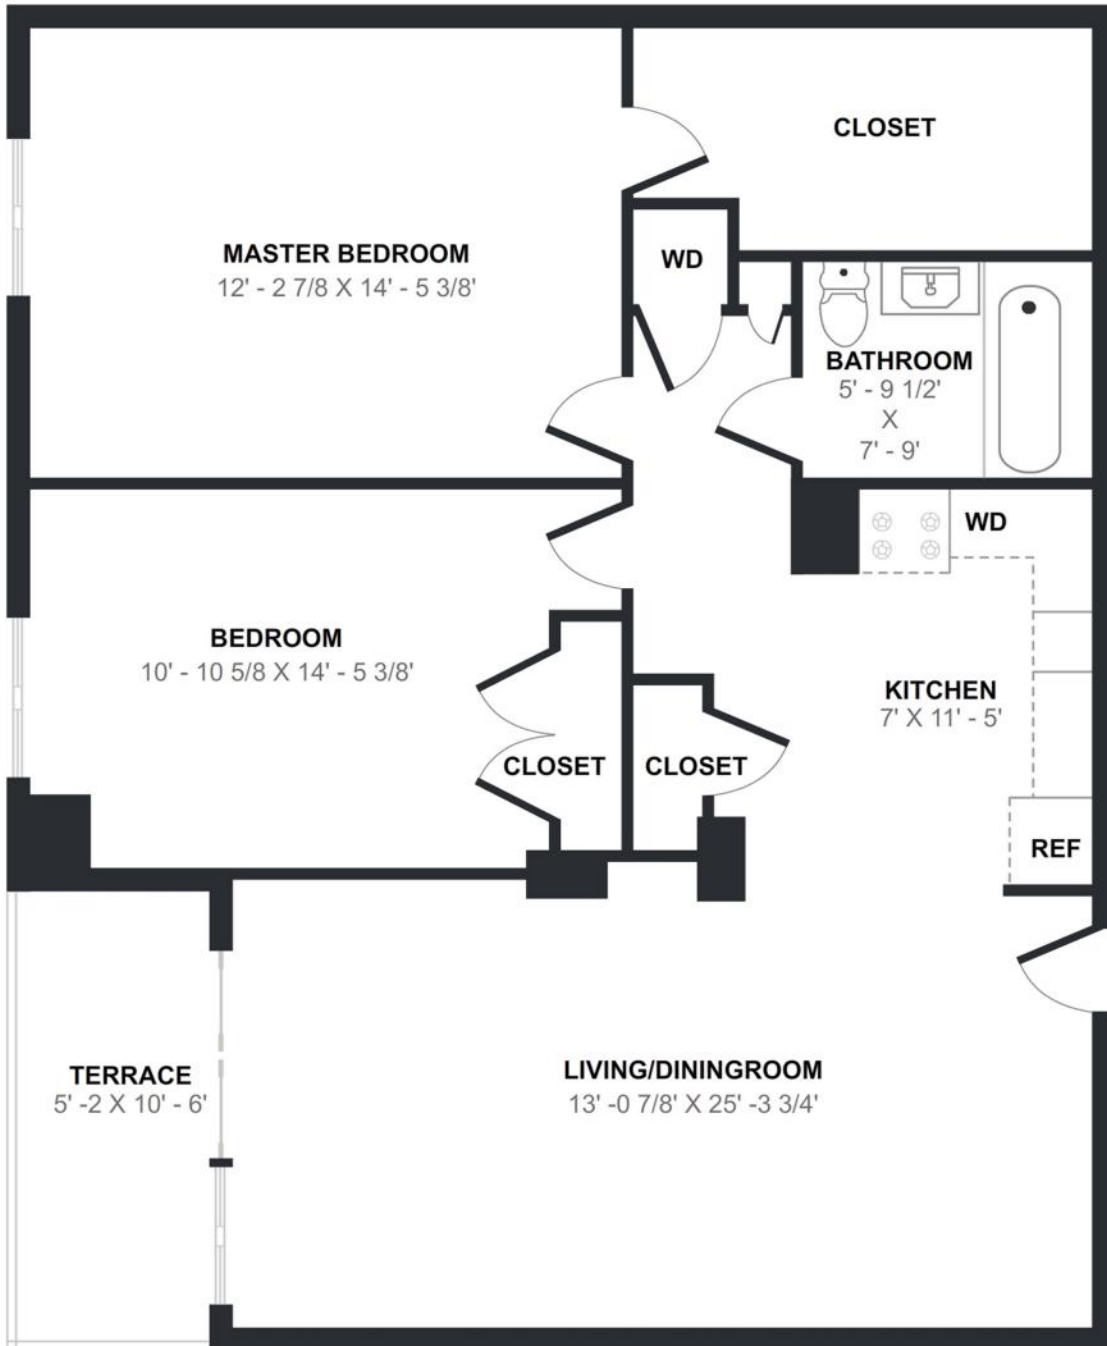 CLOSET
MASTER BEDROOM
12' - 2 7/8 X 14' - 5 3/8'
WD
BATHROOM
5' - 9 1/2'
X
7' - 9'
WD
BEDROOM
10' - 10 5/8 X 14' - 5 3/8'
KITCHEN
7' X 11' - 5'
CLOSET
CLOSET
REF
TERRACE
5' -2 X 10' - 6'
LIVING/DININGROOM
13' -0 7/8' X 25' -3 3/4'